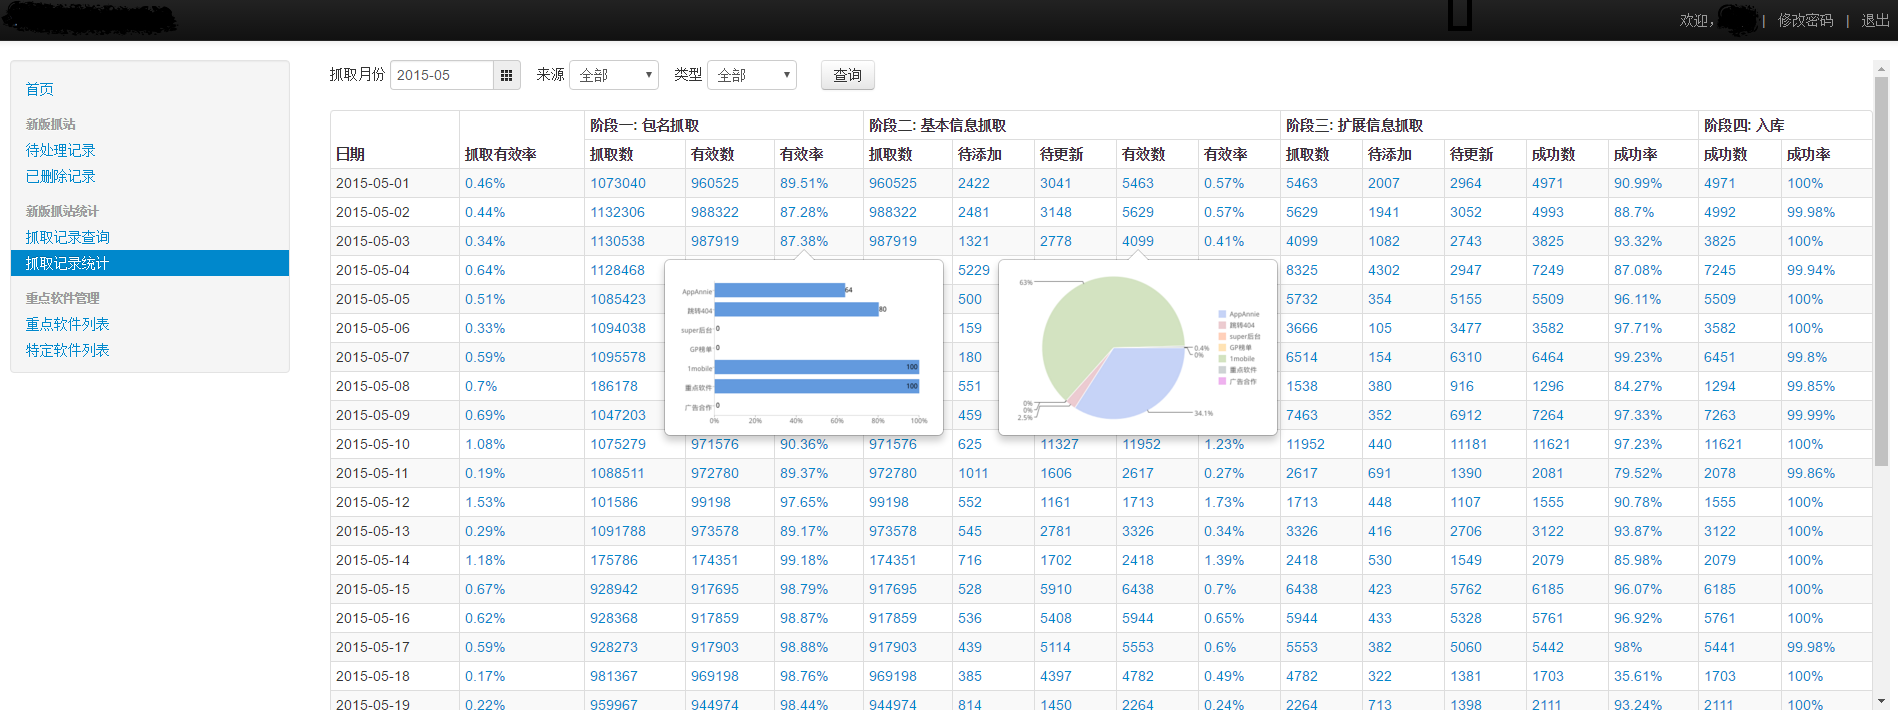 欢迎, | 修改密码 | 退出
首页
新版抓站
待处理记录
已删除记录
新版抓站统计
抓取记录查询
抓取记录统计
重点软件管理
重点软件列表
特定软件列表
抓取月份 2015-05 来源 全部 类型 全部 查询
阶段一: 包名抓取 阶段二: 基本信息抓取 阶段三: 扩展信息抓取 阶段四: 入库
日期 抓取有效率 抓取数 有效数 有效率 抓取数 待添加 待更新 有效数 有效率 抓取数 待添加 待更新 成功数 成功率 成功数 成功率
2015-05-01 0.46% 1073040 960525 89.51% 960525 2422 3041 5463 0.57% 5463 2007 2964 4971 90.99% 4971 100%
2015-05-02 0.44% 1132306 988322 87.28% 988322 2481 3148 5629 0.57% 5629 1941 3052 4993 88.7% 4992 99.98%
2015-05-03 0.34% 1130538 987919 87.38% 987919 1321 2778 4099 0.41% 4099 1082 2743 3825 93.32% 3825 100%
2015-05-04 0.64% 1128468 5229 8325 4302 2947 7249 87.08% 7245 99.94%
2015-05-05 0.51% 1085423 500 5732 354 5155 5509 96.11% 5509 100%
2015-05-06 0.33% 1094038 159 3666 105 3477 3582 97.71% 3582 100%
2015-05-07 0.59% 1095578 180 6514 154 6310 6464 99.23% 6451 99.8%
2015-05-08 0.7% 186178 551 1538 380 916 1296 84.27% 1294 99.85%
2015-05-09 0.69% 1047203 459 7463 352 6912 7264 97.33% 7263 99.99%
2015-05-10 1.08% 1075279 971576 90.36% 971576 625 11327 11952 1.23% 11952 440 11181 11621 97.23% 11621 100%
2015-05-11 0.19% 1088511 972780 89.37% 972780 1011 1606 2617 0.27% 2617 691 1390 2081 79.52% 2078 99.86%
2015-05-12 1.53% 101586 99198 97.65% 99198 552 1161 1713 1.73% 1713 448 1107 1555 90.78% 1555 100%
2015-05-13 0.29% 1091788 973578 89.17% 973578 545 2781 3326 0.34% 3326 416 2706 3122 93.87% 3122 100%
2015-05-14 1.18% 175786 174351 99.18% 174351 716 1702 2418 1.39% 2418 530 1549 2079 85.98% 2079 100%
2015-05-15 0.67% 928942 917695 98.79% 917695 528 5910 6438 0.7% 6438 423 5762 6185 96.07% 6185 100%
2015-05-16 0.62% 928368 917859 98.87% 917859 536 5408 5944 0.65% 5944 433 5328 5761 96.92% 5761 100%
2015-05-17 0.59% 928273 917903 98.88% 917903 439 5114 5553 0.6% 5553 382 5060 5442 98% 5441 99.98%
2015-05-18 0.17% 981367 969198 98.76% 969198 385 4397 4782 0.49% 4782 322 1381 1703 35.61% 1703 100%
2015-05-19 0.22% 959967 944974 98.44% 944974 814 1450 2264 0.24% 2264 713 1398 2111 93.24% 2111 100%
AppAnnie 64
跳转404 80
super后台 0
GP榜单 0
1mobile 100
重点软件 100
广告合作 0
0% 20% 40% 60% 80% 100%
63%
0.4%
0%
34.1%
0%
0%
2.5%
AppAnnie
跳转404
super后台
GP榜单
1mobile
重点软件
广告合作